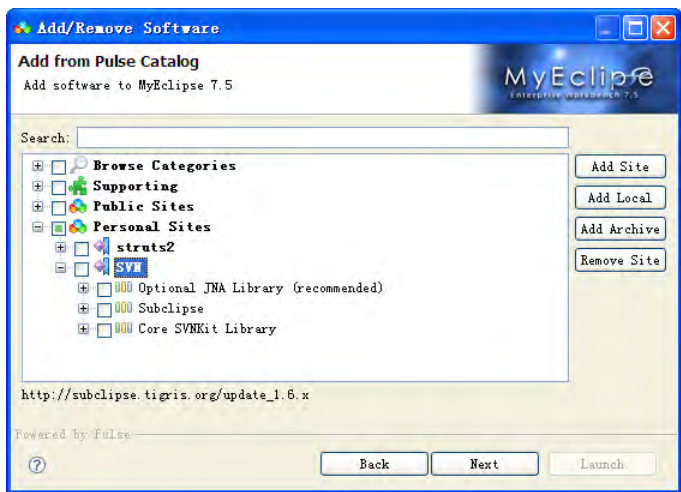 Add/Remove Software
Add from Pulse Catalog
Add software to MyEclipse 7.5
MyEclipse
Enterprise Workbench 7.5
Search:
Browse Categories
Add Site
Supporting
Add Local
Public Sites
Personal Sites
Add Archive
struts2
SVN
Remove Site
Optional JNA Library (recommended)
Subclipse
Core SVNKit Library
http://subclipse.tigris.org/update_1.6.x
Powered by Pulse
Back
Next
Launch